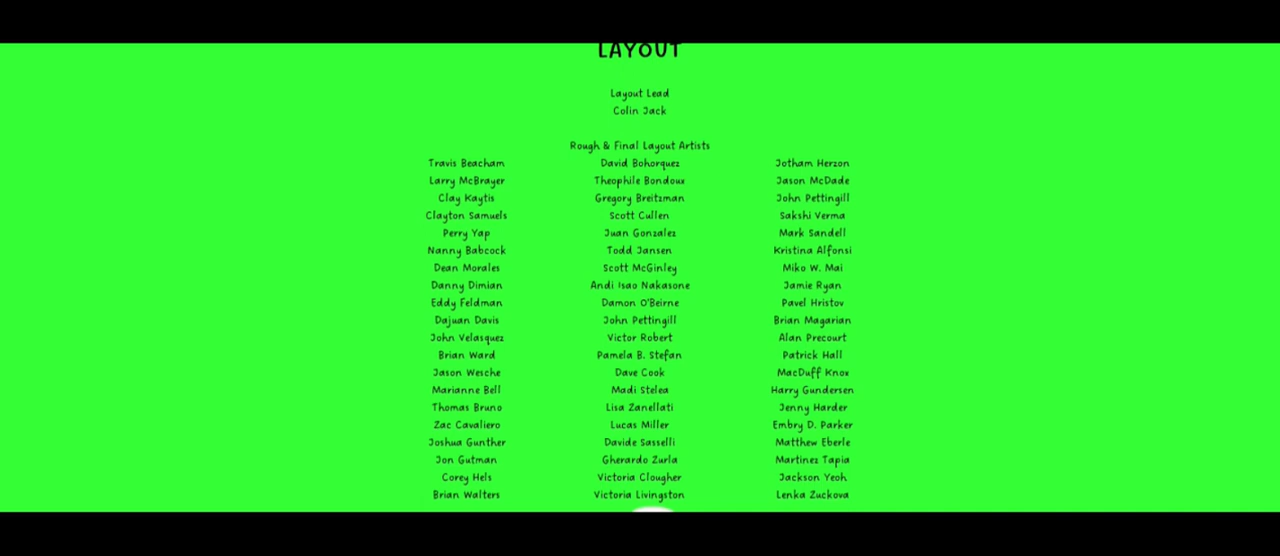 LAYOUT
Layout Lead
Colin Jack
Rough & Final Layout Artists
Travis Beacham David Bohorquez Jotham Herzon
Larry McBrayer Theophile Bondoux Jason McDade
Clay Kaytis Gregory Breitzman John Pettingill
Clayton Samuels Scott Cullen Sakshi Verma
Perry Yap Juan Gonzalez Mark Sandell
Nanny Babcock Todd Jansen Kristina Alfonsi
Dean Morales Scott McGinley Miko W. Mai
Danny Dimian Andi Isao Nakasone Jamie Ryan
Eddy Feldman Damon O'Beirne Pavel Hristov
Dajuan Davis John Pettingill Brian Magarian
John Velasquez Victor Robert Alan Precourt
Brian Ward Pamela B. Stefan Patrick Hall
Jason Wesche Dave Cook MacDuff Knox
Marianne Bell Madi Stelea Harry Gundersen
Thomas Bruno Lisa Zanellati Jenny Harder
Zac Cavaliero Lucas Miller Embry D. Parker
Joshua Gunther Davide Sasselli Matthew Eberle
Jon Gutman Gherardo Zurla Martinez Tapia
Corey Hels Victoria Clougher Jackson Yeoh
Brian Walters Victoria Livingston Lenka Zuckova